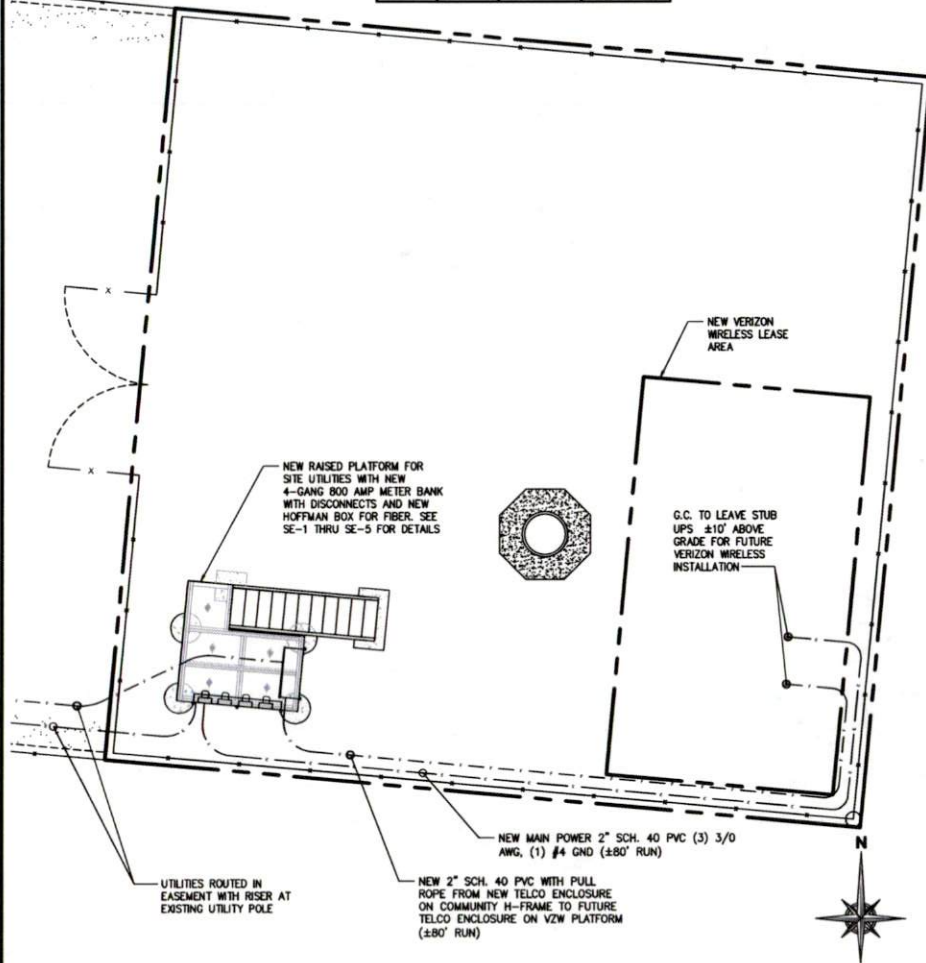 NEW VERIZON
WIRELESS LEASE
AREA
NEW RAISED PLATFORM FOR
SITE UTILITIES WITH NEW
4-GANG 800 AMP METER BANK
WITH DISCONNECTS AND NEW
HOFFMAN BOX FOR FIBER. SEE
SE-1 THRU SE-5 FOR DETAILS
G.C. TO LEAVE STUB
UPS ±10' ABOVE
GRADE FOR FUTURE
VERIZON WIRELESS
INSTALLATION
X
X
NEW MAIN POWER 2" SCH. 40 PVC (3) 3/0
AWG, (1) #4 GND (±80' RUN)
UTILITIES ROUTED IN
EASEMENT WITH RISER AT
EXISTING UTILITY POLE
NEW 2" SCH. 40 PVC WITH PULL
ROPE FROM NEW TELCO ENCLOSURE
ON COMMUNITY H-FRAME TO FUTURE
TELCO ENCLOSURE ON VZW PLATFORM
(±80' RUN)
N